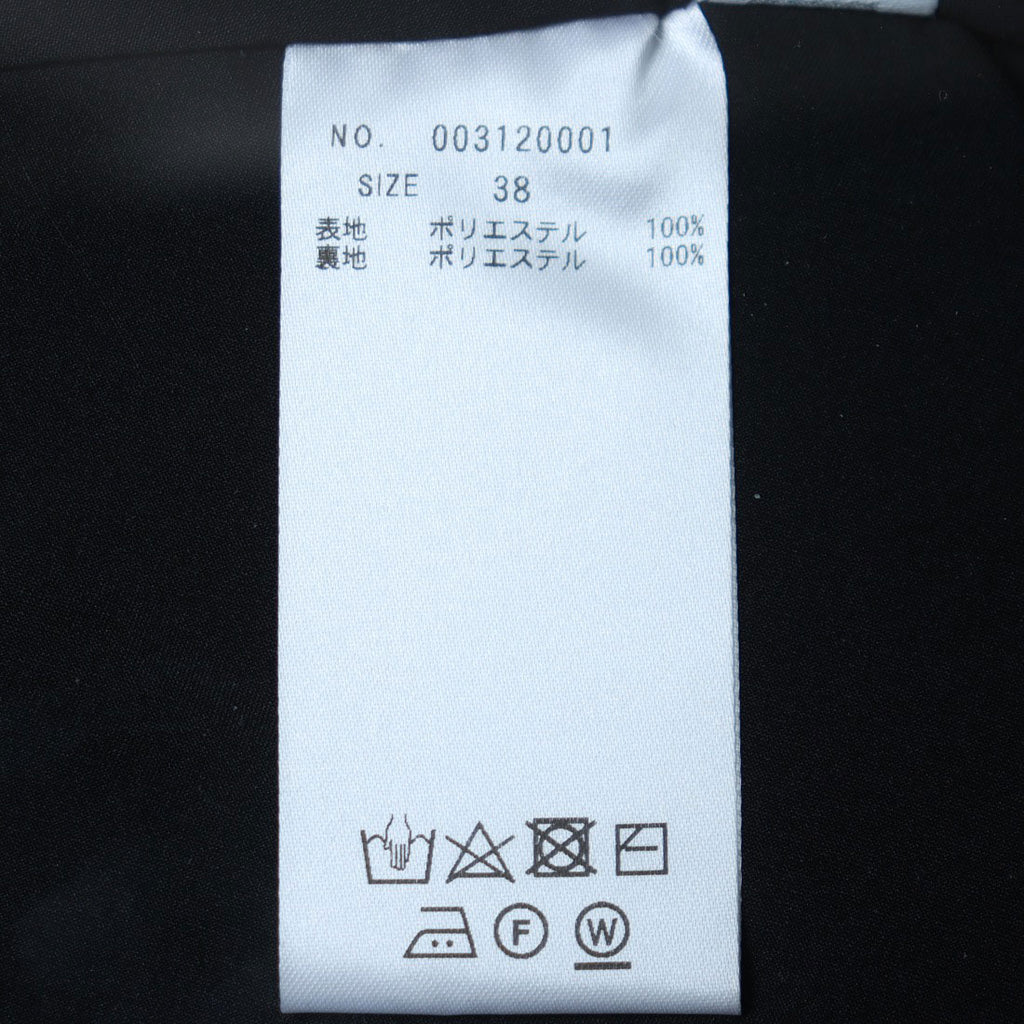 NO. 003120001
SIZE 38
表地 ポリエステル 100%
裏地 ポリエステル 100%
F W